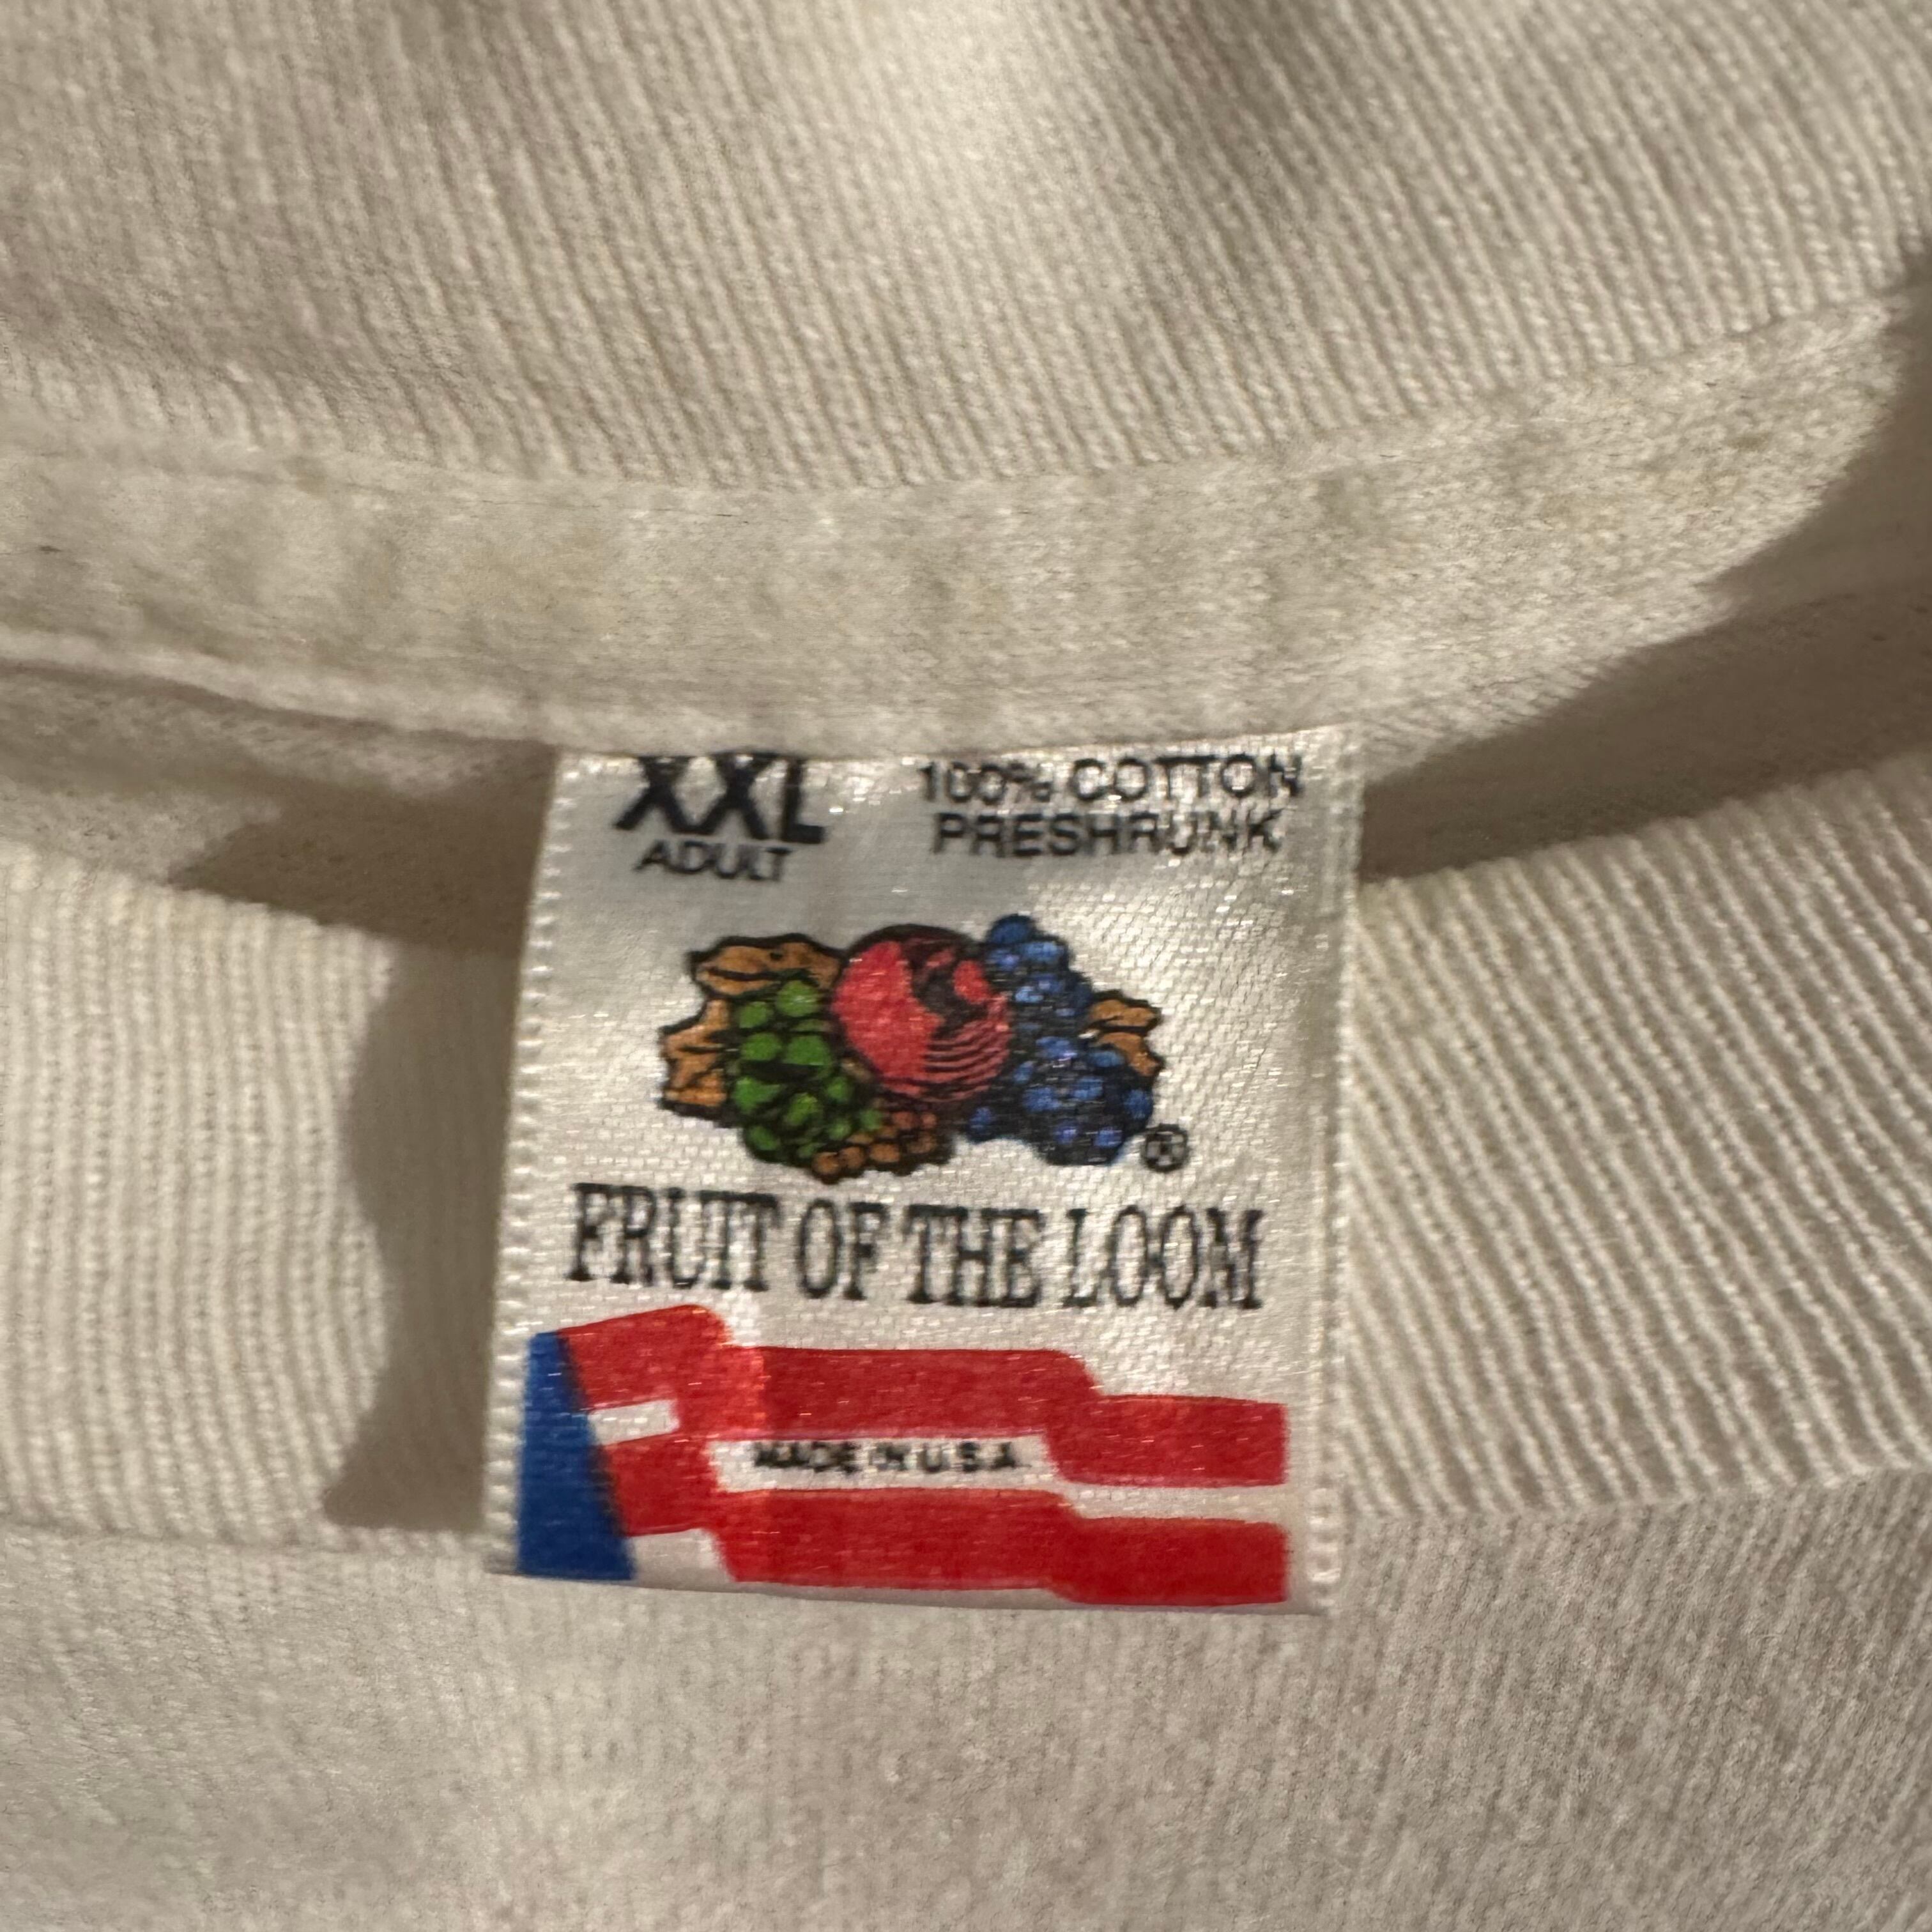 XXL
ADULT
100% COTTON
PRESHRUNK
®
FRUIT OF THE LOOM
MADE IN U.S.A.